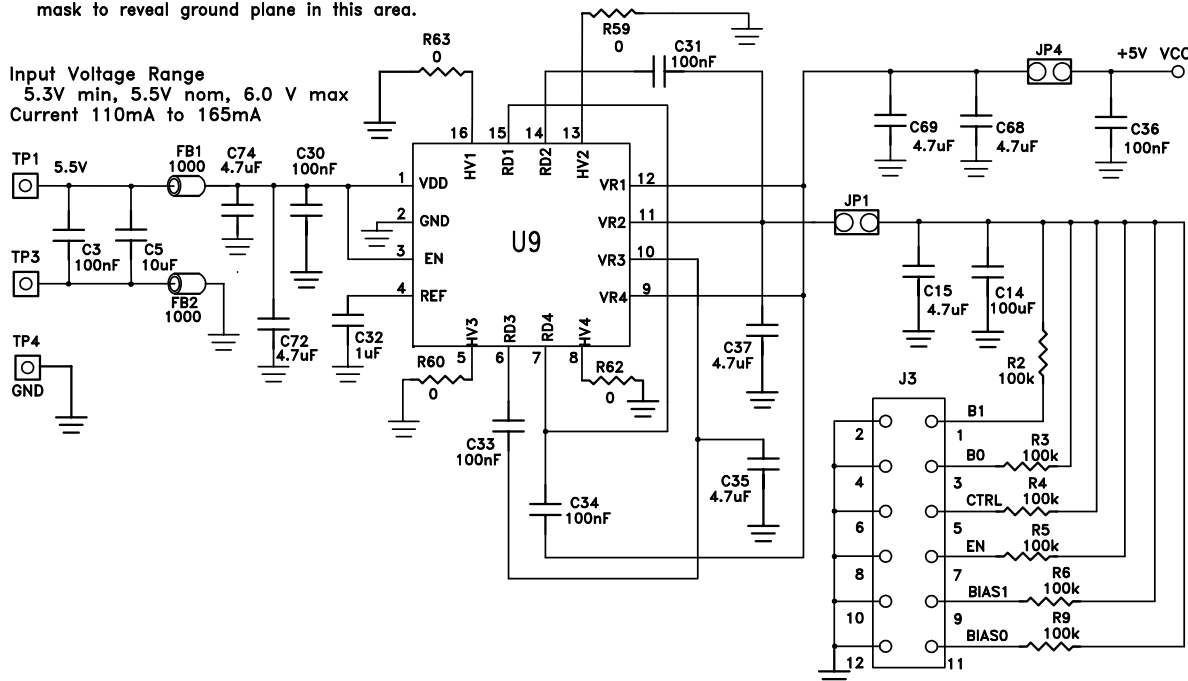 mask to reveal ground plane in this area.
Input Voltage Range
5.3V min, 5.5V nom, 6.0 V max
Current 110mA to 165mA
R63
0
R59
0
C31
100nF
JP4
+5V VCC
C69
4.7uF
C68
4.7uF
C36
100nF
TP1
5.5V
FB1
1000
C74
4.7uF
C30
100nF
16
15
14
13
HV1
RD1
RD2
HV2
1
VDD
2
GND
3
EN
4
REF
U9
VR1
12
VR2
11
VR3
10
VR4
9
HV3
RD3
RD4
HV4
5
6
7
8
JP1
C3
100nF
C5
10uF
TP3
FB2
1000
C72
4.7uF
C32
1uF
TP4
GND
R60
0
R62
0
C37
4.7uF
C15
4.7uF
C14
100uF
R2
100k
C33
100nF
C34
100nF
C35
4.7uF
J3
B1
2
1
B0
R3
100k
4
3
CTRL
R4
100k
6
5
EN
R5
100k
8
7
BIAS1
R6
100k
10
9
BIAS0
R9
100k
12
11